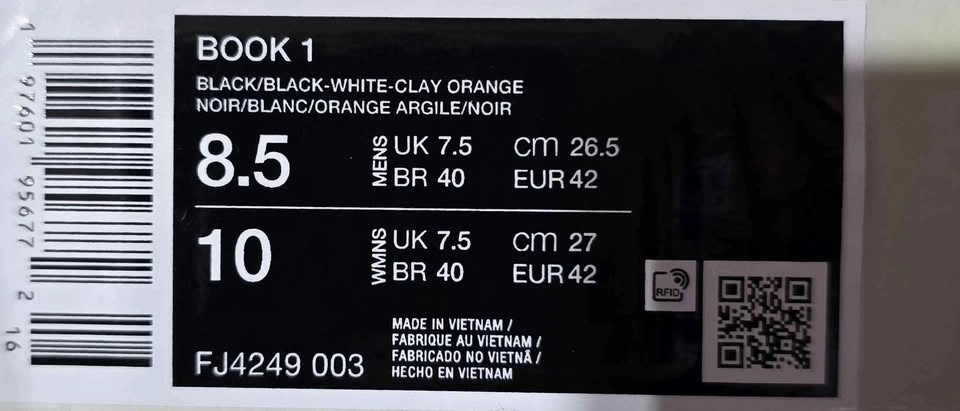 BOOK 1
BLACK/BLACK-WHITE-CLAY ORANGE
NOIR/BLANC/ORANGE ARGILE/NOIR
8.5 MENS UK 7.5 CM 26.5
BR 40 EUR 42
10 WMNS UK 7.5 CM 27
BR 40 EUR 42
FJ4249 003
MADE IN VIETNAM /
FABRIQUE AU VIETNAM /
FABRICADO NO VIETNÃ /
HECHO EN VIETNAM
RFID
1 97601 95677 2 16